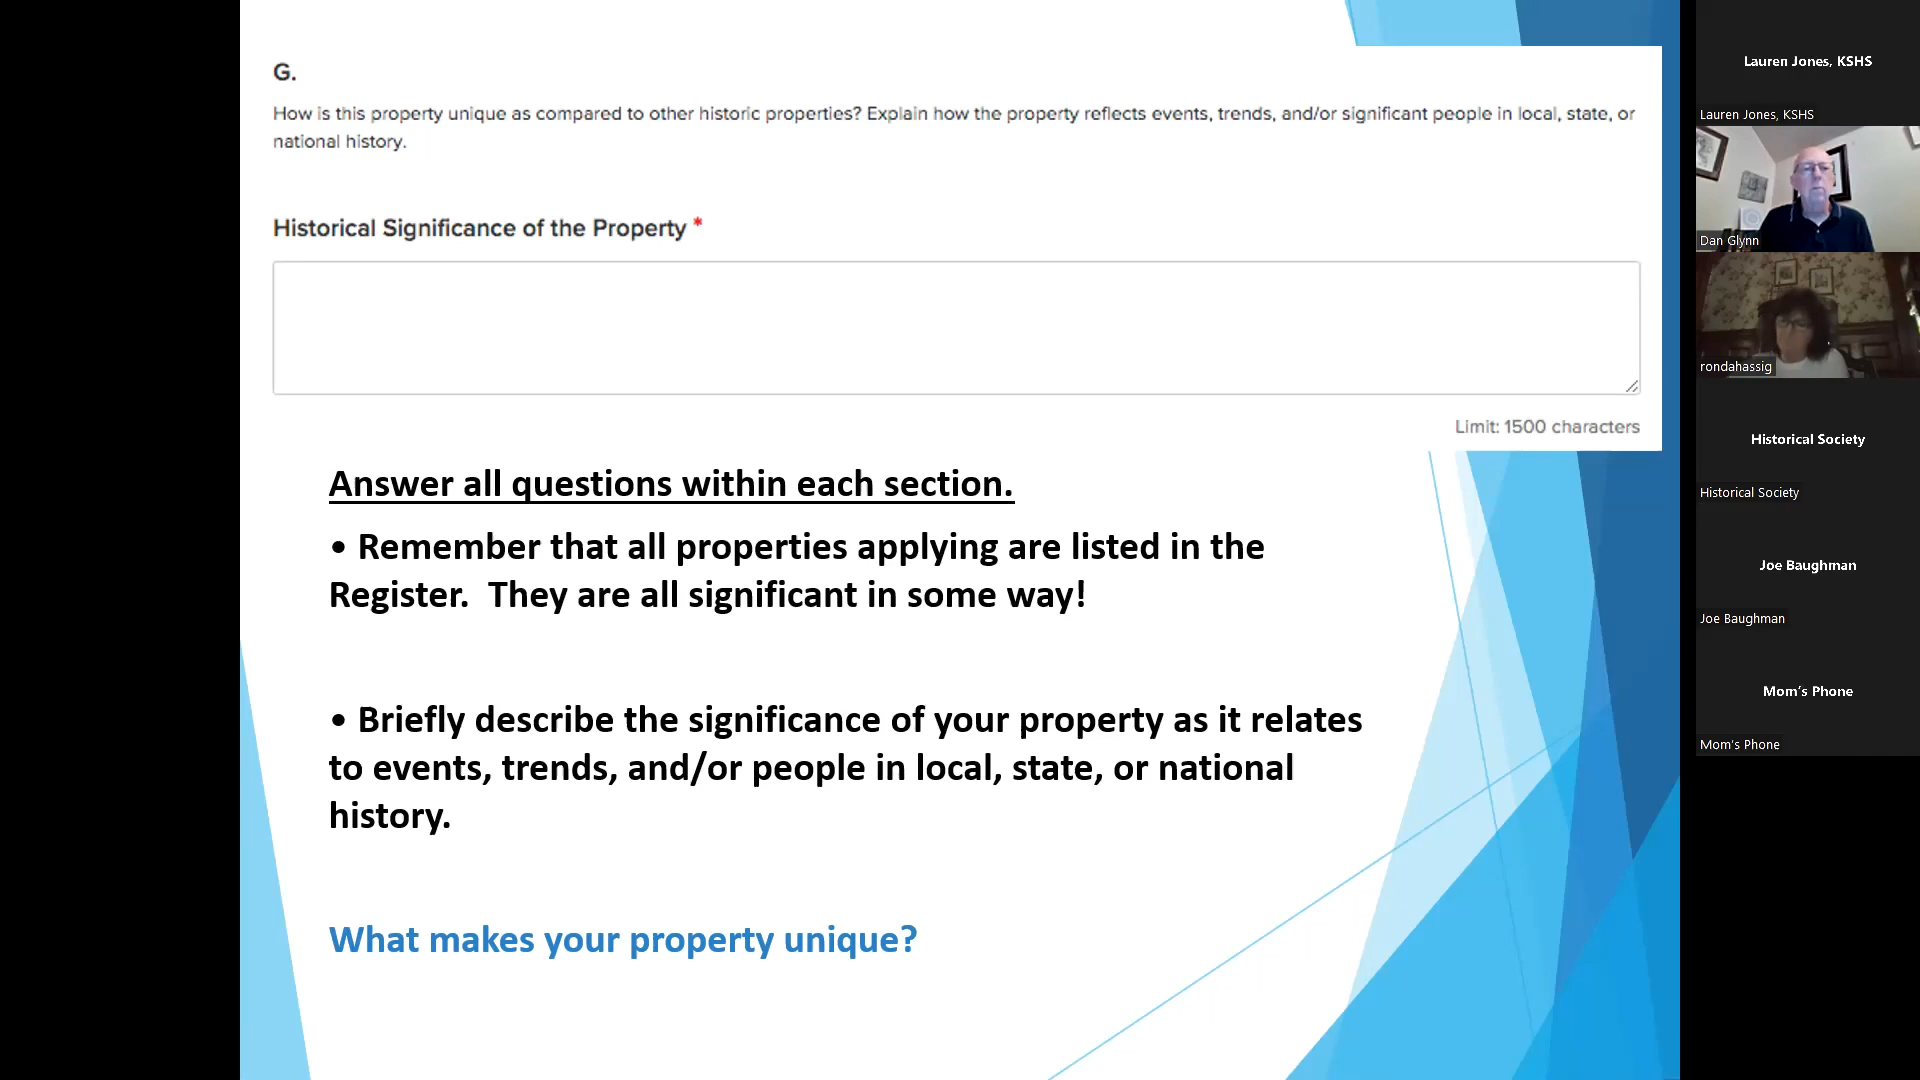 G.
How is this property unique as compared to other historic properties? Explain how the property reflects events, trends, and/or significant people in local, state, or
national history.
Historical Significance of the Property *
Limit: 1500 characters
Answer all questions within each section.
• Remember that all properties applying are listed in the
Register.  They are all significant in some way!
• Briefly describe the significance of your property as it relates
to events, trends, and/or people in local, state, or national
history.
What makes your property unique?
Lauren Jones, KSHS
Lauren Jones, KSHS
Dan Glynn
rondahassig
Historical Society
Historical Society
Joe Baughman
Joe Baughman
Mom’s Phone
Mom's Phone